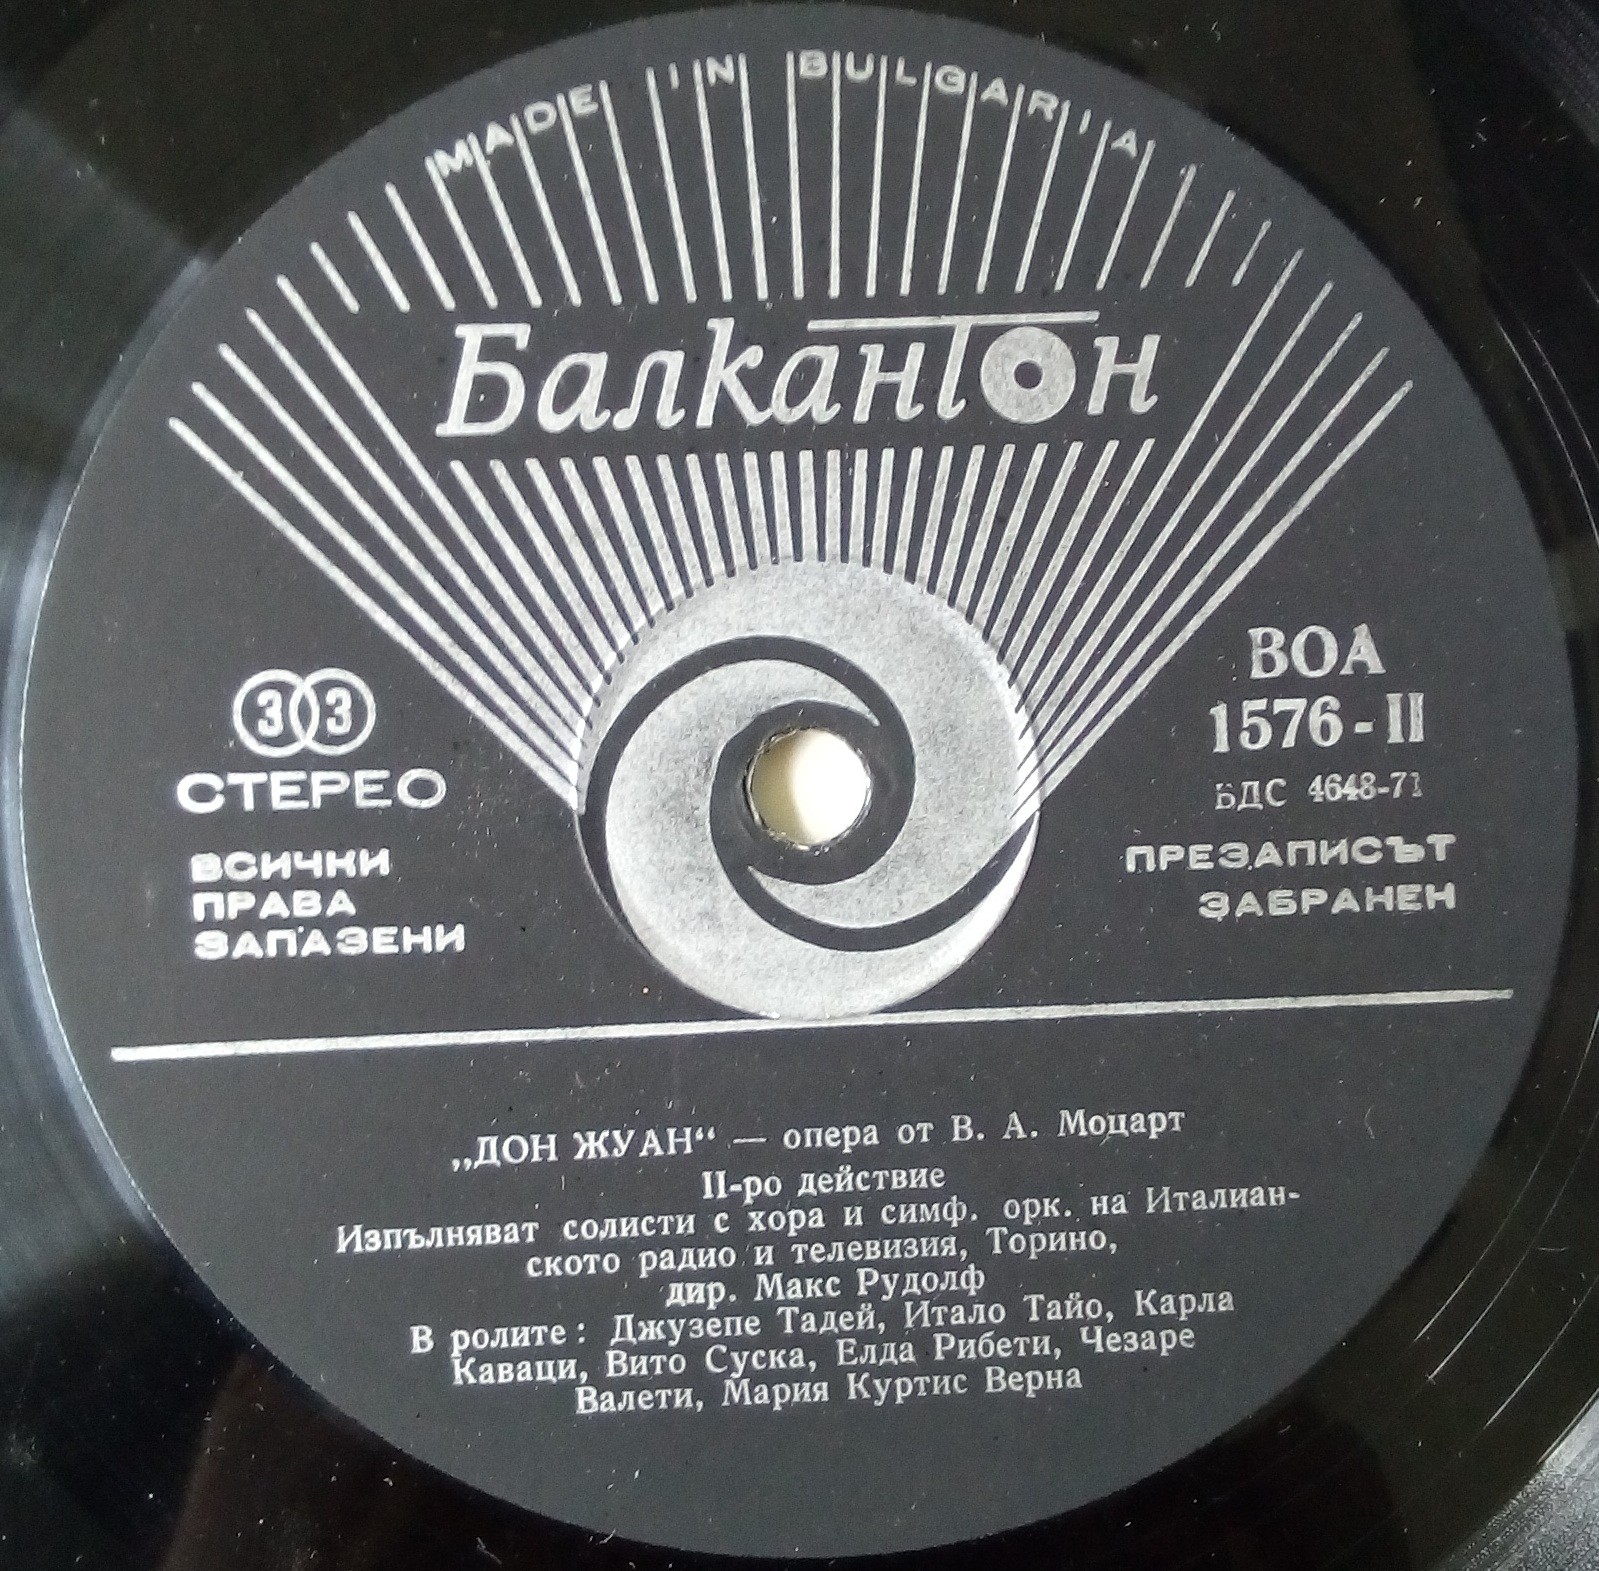 MADE IN BULGARIA
Балкантон
33
СТЕРЕО
ВСИЧКИ
ПРАВА
ЗАПАЗЕНИ
ВОА
1576-II
БДС 4648-71
ПРЕЗАПИСЪТ
ЗАБРАНЕН
„ДОН ЖУАН“ — опера от В. А. Моцарт
II-ро действие
Изпълняват солисти с хора и симф. орк. на Италиан-
ското радио и телевизия, Торино,
дир. Макс Рудолф
В ролите: Джузепе Тадей, Итало Тайо, Карла
Каваци, Вито Суска, Елда Рибети, Чезаре
Валети, Мария Куртис Верна